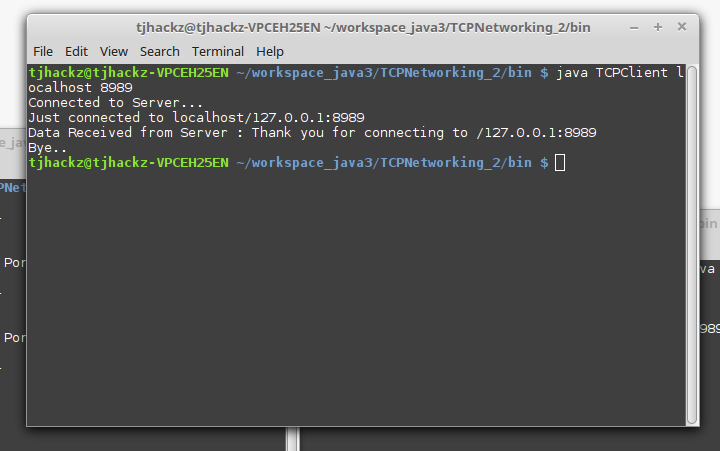 tjhackz@tjhackz-VPCEH25EN ~/workspace_java3/TCPNetworking_2/bin
File Edit View Search Terminal Help
tjhackz@tjhackz-VPCEH25EN ~/workspace_java3/TCPNetworking_2/bin $ java TCPClient l
ocalhost 8989
Connected to Server...
Just connected to localhost/127.0.0.1:8989
Data Received from Server : Thank you for connecting to /127.0.0.1:8989
Bye..
tjhackz@tjhackz-VPCEH25EN ~/workspace_java3/TCPNetworking_2/bin $